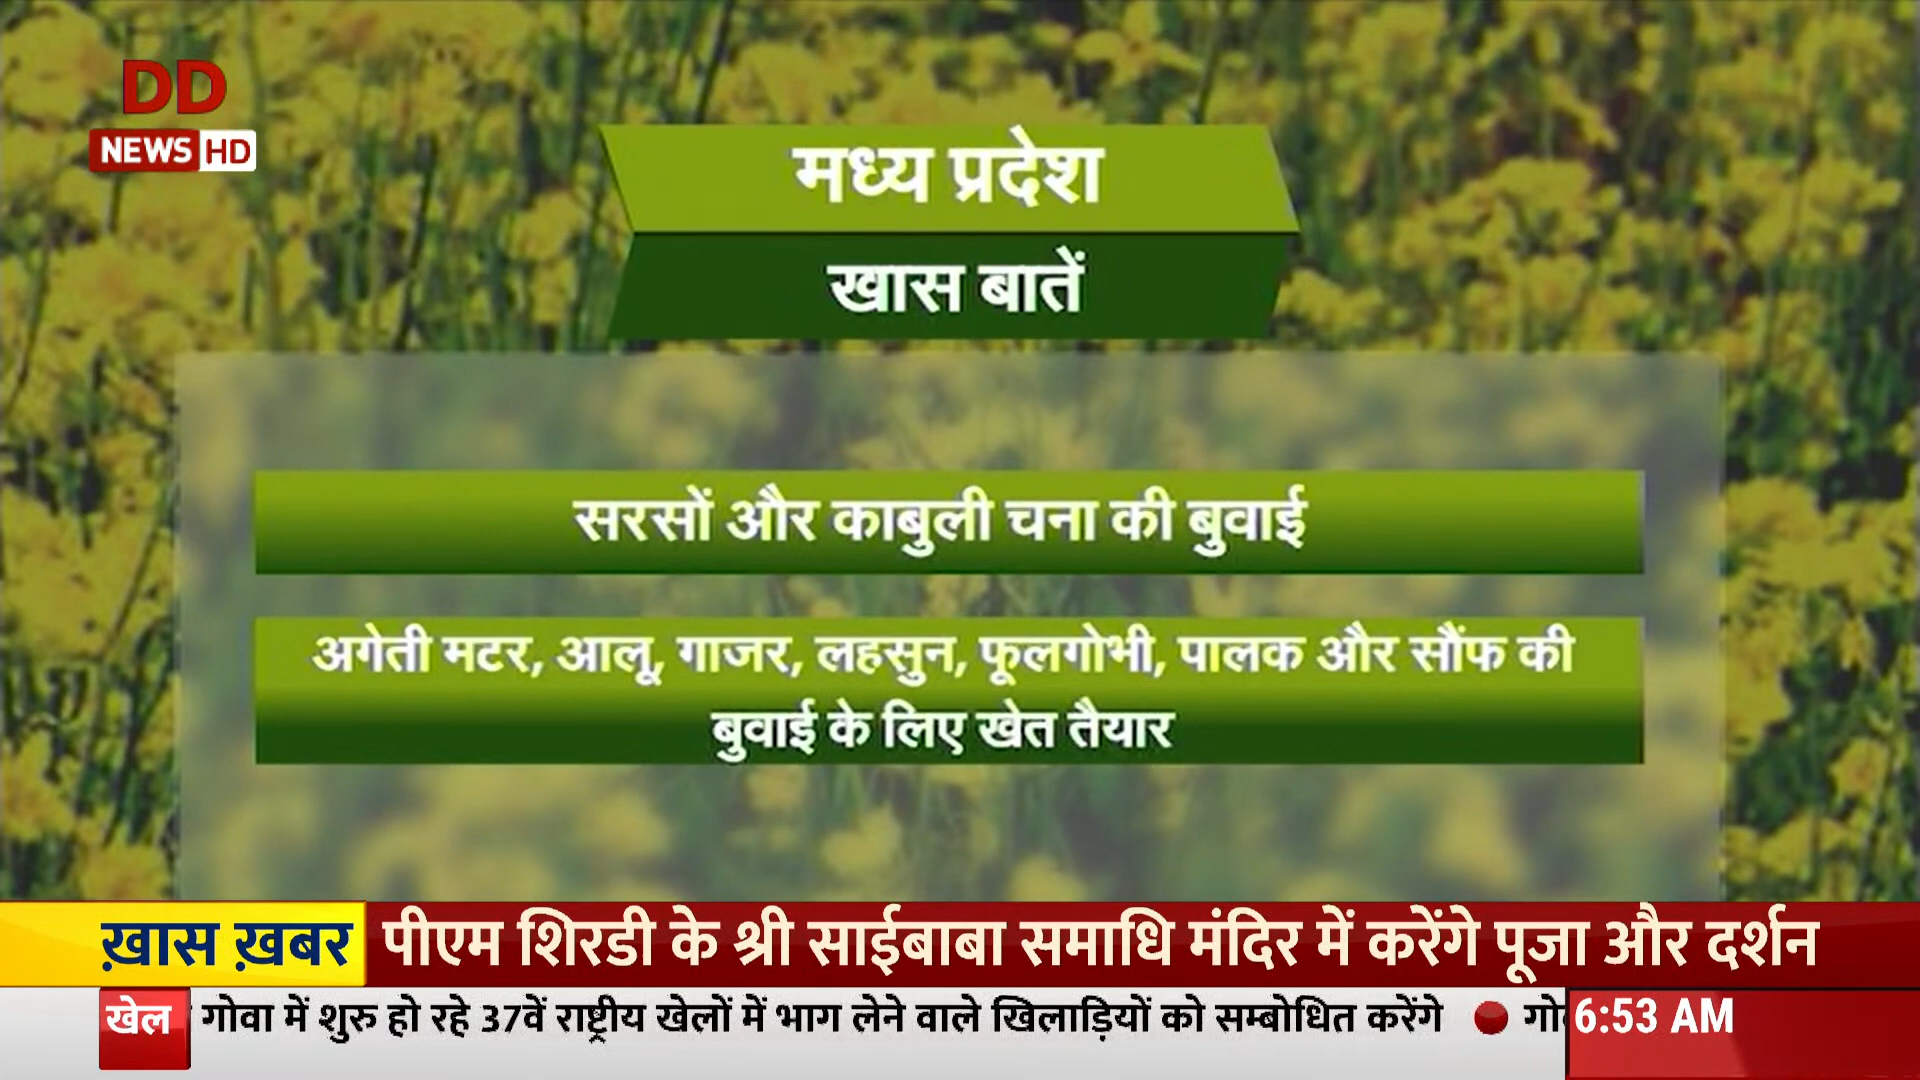 DD
NEWS HD
मध्य प्रदेश
खास बातें
सरसों और काबुली चना की बुवाई
अगेती मटर, आलू, गाजर, लहसुन, फूलगोभी, पालक और सौंफ की
बुवाई के लिए खेत तैयार
ख़ास ख़बर पीएम शिरडी के श्री साईबाबा समाधि मंदिर में करेंगे पूजा और दर्शन
खेल गोवा में शुरु हो रहे 37वें राष्ट्रीय खेलों में भाग लेने वाले खिलाड़ियों को सम्बोधित करेंगे 6:53 AM